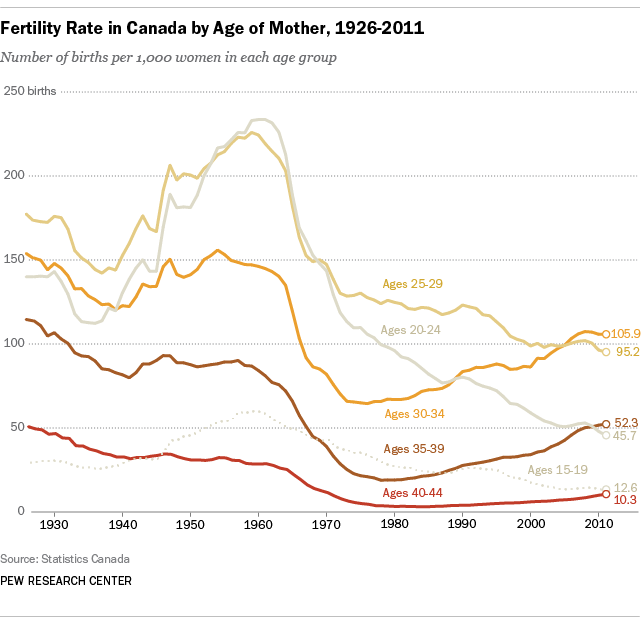 Fertility Rate in Canada by Age of Mother, 1926-2011
Number of births per 1,000 women in each age group
250 births
200
150
Ages 25-29
Ages 20-24
105.9
100
95.2
Ages 30-34
52.3
50
45.7
Ages 35-39
Ages 15-19
Ages 40-44
12.6
10.3
0
1930 1940 1950 1960 1970 1980 1990 2000 2010
Source: Statistics Canada
PEW RESEARCH CENTER